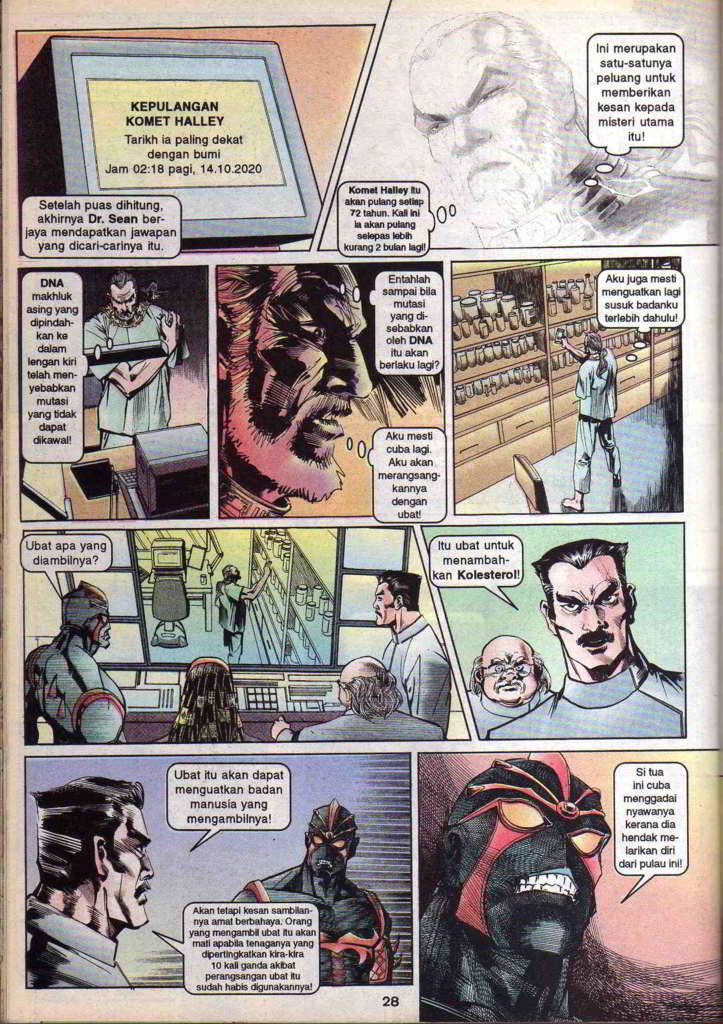 KEPULANGAN
KOMET HALLEY
Tarikh ia paling dekat
dengan bumi
Jam 02:18 pagi, 14.10.2020
Setelah puas dihitung,
akhirnya Dr. Sean ber-
jaya mendapatkan jawapan
yang dicari-carinya itu.
Ini merupakan
satu-satunya
peluang untuk
memberikan
kesan kepada
misteri utama
itu!
Komet Halley itu
akan pulang setiap
72 tahun. Kali ini
ia akan pulang
selepas lebih
kurang 2 bulan lagi!
DNA
makhluk
asing yang
dipindah-
kan ke
dalam
lengan kiri
telah men-
yebabkan
mutasi
yang tidak
dapat
dikawal!
Entahlah
sampai bila
mutasi
yang di-
sebabkan
oleh DNA
itu akan
berlaku lagi?
Aku mesti
cuba lagi.
Aku akan
merangsang-
kannya
dengan
ubat!
Aku juga mesti
menguatkan lagi
susuk badanku
terlebih dahulu!
Ubat apa yang
diambilnya?
Itu ubat untuk
menambah-
kan Kolesterol!
Ubat itu akan dapat
menguatkan badan
manusia yang
mengambilnya!
Akan tetapi kesan sambilan-
nya amat berbahaya. Orang
yang mengambil ubat itu akan
mati apabila tenaganya yang
dipertingkatkan kira-kira
10 kali ganda akibat
perangsangan ubat itu
sudah habis digunakannya!
Si tua
ini cuba
menggadai
nyawanya
kerana dia
hendak me-
larikan diri
dari pulau ini!
28